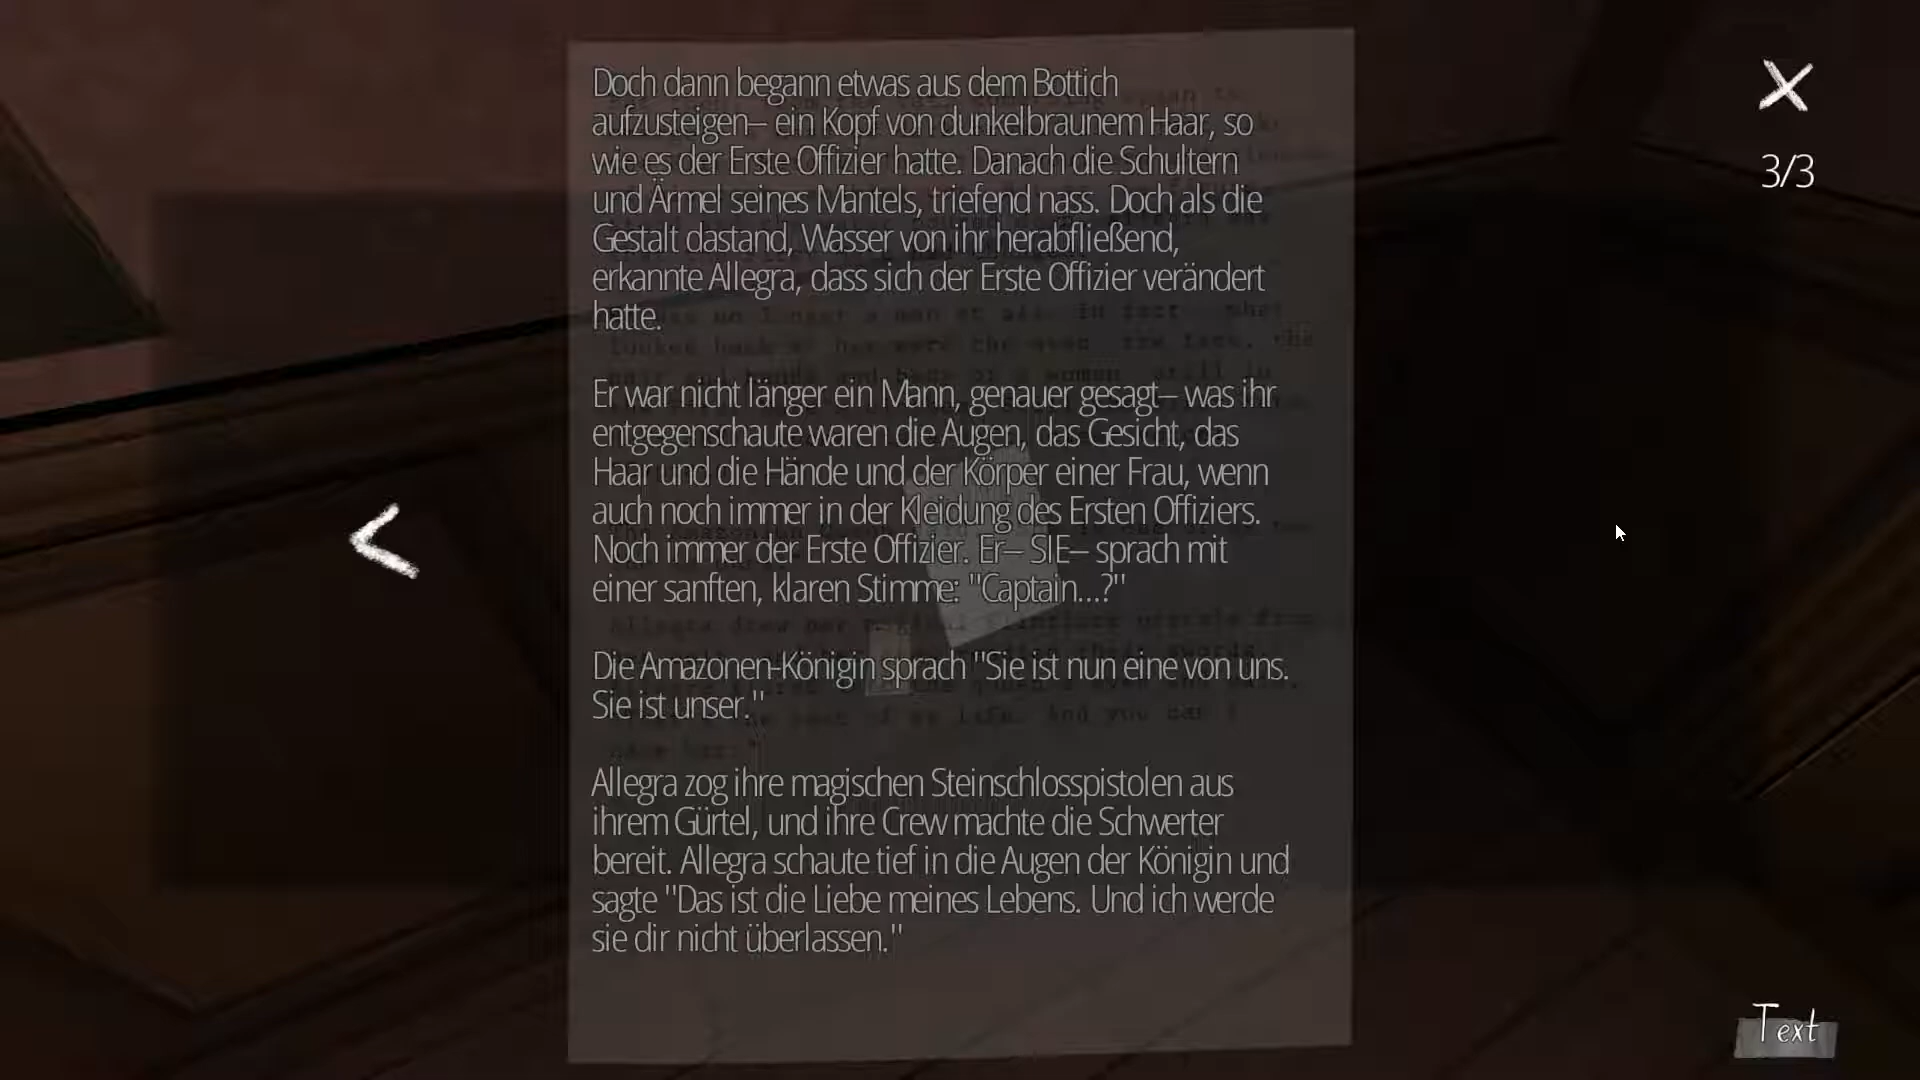 Doch dann begann etwas aus dem Bottich
aufzusteigen– ein Kopf von dunkelbraunem Haar, so
wie es der Erste Offizier hatte. Danach die Schultern
und Ärmel seines Mantels, triefend nass. Doch als die
Gestalt dastand, Wasser von ihr herabfließend,
erkannte Allegra, dass sich der Erste Offizier verändert
hatte.
Er war nicht länger ein Mann, genauer gesagt– was ihr
entgegenschaute waren die Augen, das Gesicht, das
Haar und die Hände und der Körper einer Frau, wenn
auch noch immer in der Kleidung des Ersten Offiziers.
Noch immer der Erste Offizier. Er– SIE– sprach mit
einer sanften, klaren Stimme: "Captain...?"
Die Amazonen-Königin sprach "Sie ist nun eine von uns.
Sie ist unser."
Allegra zog ihre magischen Steinschlosspistolen aus
ihrem Gürtel, und ihre Crew machte die Schwerter
bereit. Allegra schaute tief in die Augen der Königin und
sagte "Das ist die Liebe meines Lebens. Und ich werde
sie dir nicht überlassen."
3/3
Text